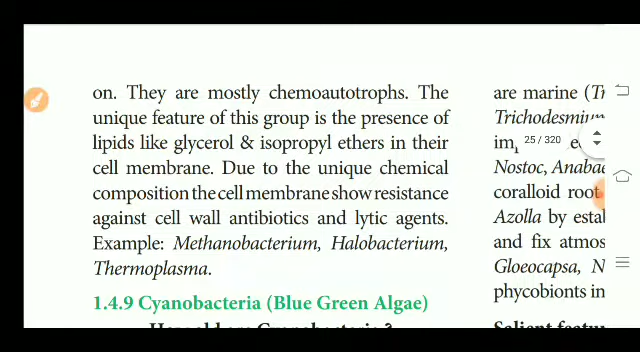 on. They are mostly chemoautotrophs. The
unique feature of this group is the presence of
lipids like glycerol & isopropyl ethers in their
cell membrane. Due to the unique chemical
composition the cell membrane show resistance
against cell wall antibiotics and lytic agents.
Example: Methanobacterium, Halobacterium,
Thermoplasma.
1.4.9 Cyanobacteria (Blue Green Algae)
are marine
25 / 320
Nostoc,
coralloid root
Azolla by
and fix
Gloeocapsa,
phycobionts in